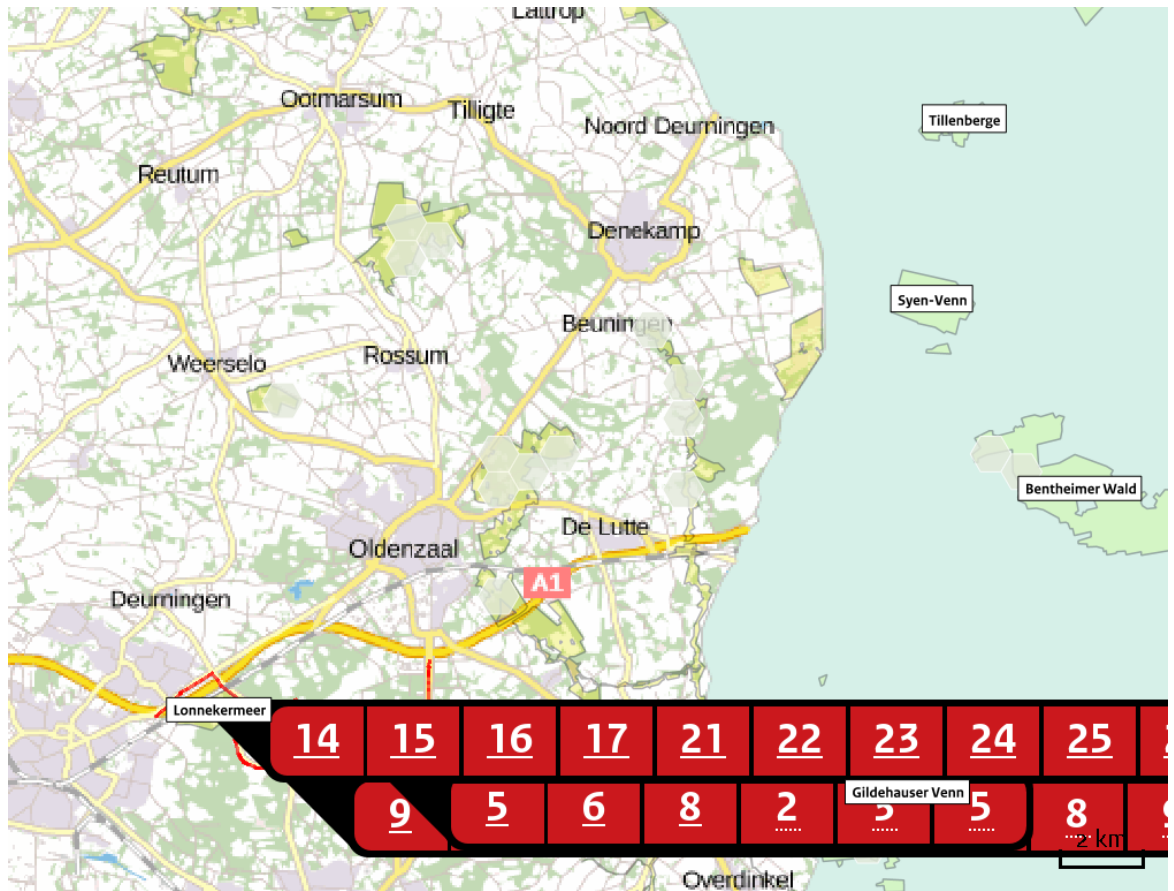 Lattrop
Ootmarsum
Tilligte
Noord Deurningen
Tillenberge
Reutum
Denekamp
Syen-Venn
Beuningen
Weerselo
Rossum
Bentheimer Wald
De Lutte
Oldenzaal
A1
Deurningen
Lonnekermeer
14 15 16 17 21 22 23 24 25
Gildehauser Venn
9 5 6 8 2 5 5 8
2 km
Overdinkel